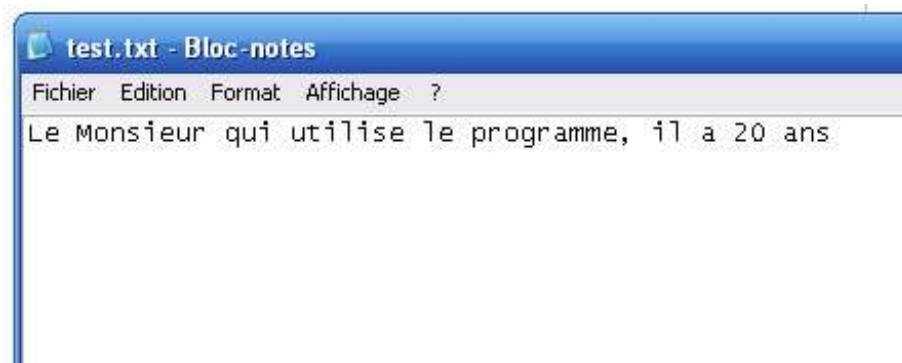 test.txt - Bloc-notes
Fichier Edition Format Affichage ?
Le Monsieur qui utilise le programme, il a 20 ans